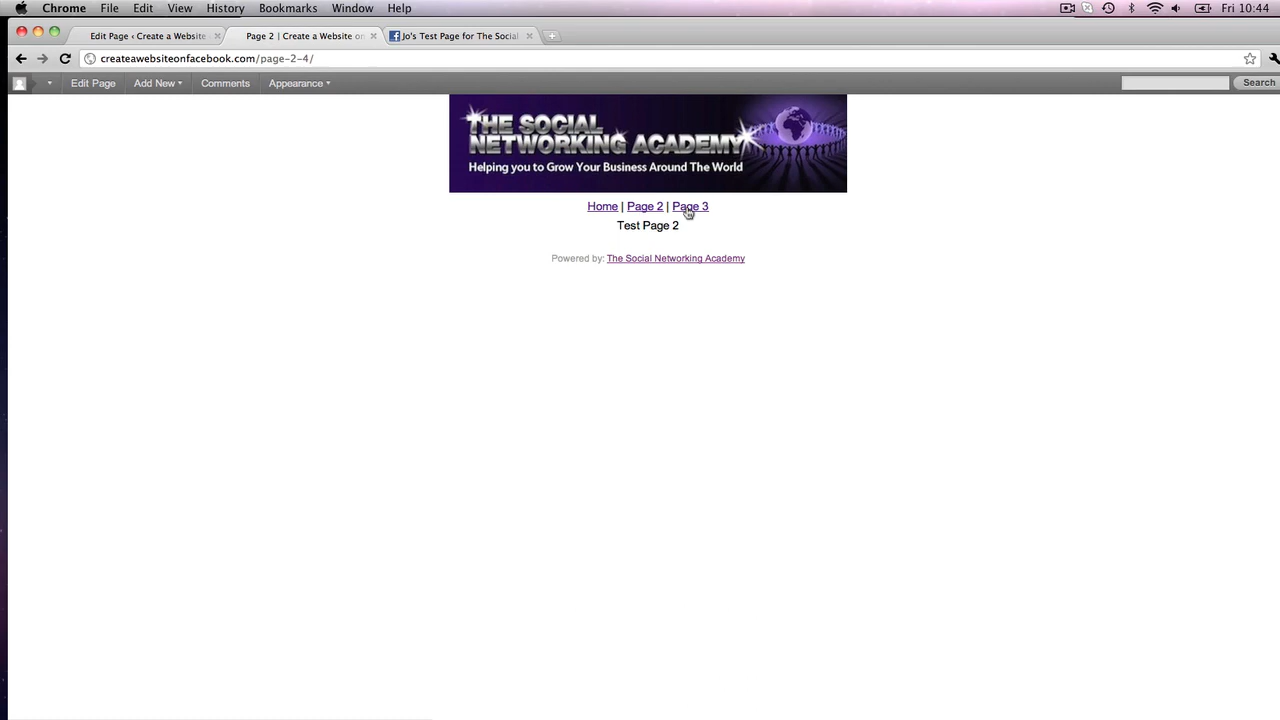 Chrome File Edit View History Bookmarks Window Help Fri 10:44
Edit Page ‹ Create a Website Page 2 | Create a Website on Jo's Test Page for The Social
createawebsiteonfacebook.com/page-2-4/
Edit Page Add New Comments Appearance Search
THE SOCIAL
NETWORKING ACADEMY
Helping you to Grow Your Business Around The World
Home | Page 2 | Page 3
Test Page 2
Powered by: The Social Networking Academy